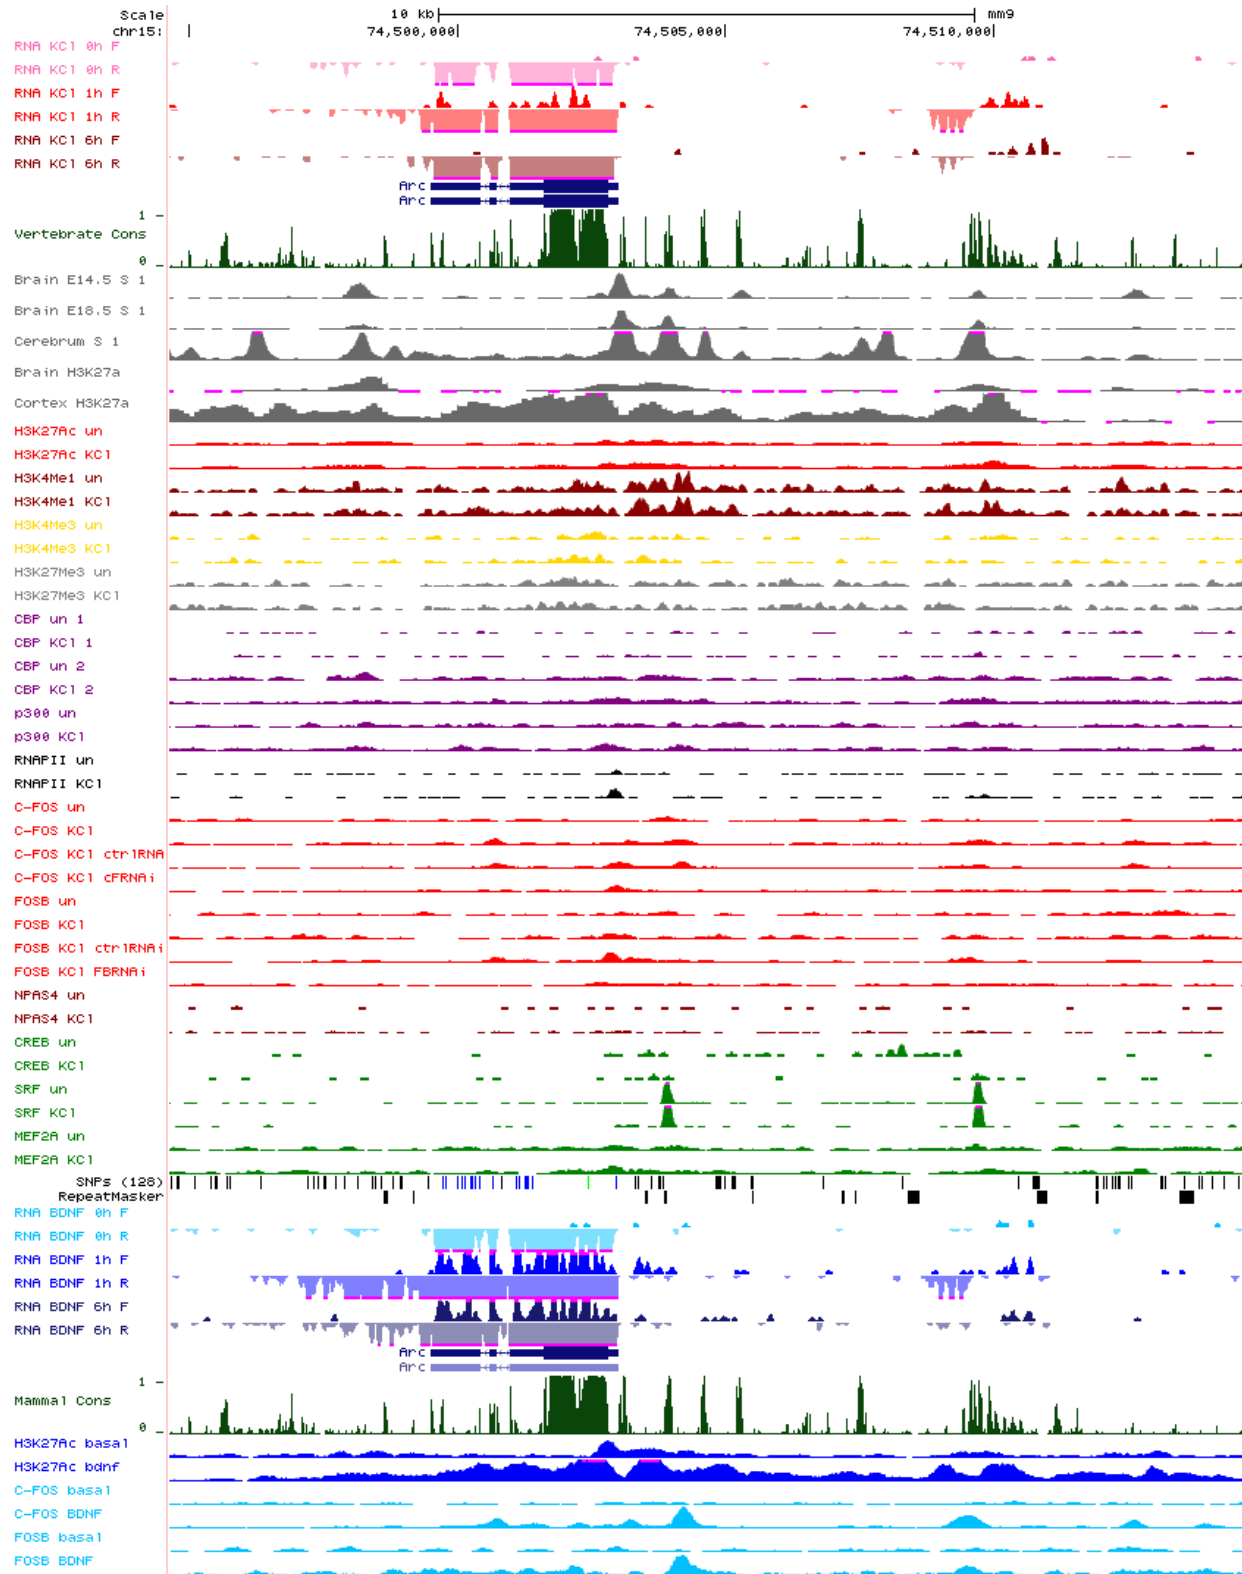 Scale 10 kb mm9
chr15: 74,500,000 74,505,000 74,510,000
RNA KCl 0h F
RNA KCl 0h R
RNA KCl 1h F
RNA KCl 1h R
RNA KCl 6h F
RNA KCl 6h R
Arc
Arc
1 -
Vertebrate Cons
0 -
Brain E14.5 S 1
Brain E18.5 S 1
Cerebrum S 1
Brain H3K27a
Cortex H3K27a
H3K27Ac un
H3K27Ac KCl
H3K4Me1 un
H3K4Me1 KCl
H3K4Me3 un
H3K4Me3 KCl
H3K27Me3 un
H3K27Me3 KCl
CBP un 1
CBP KCl 1
CBP un 2
CBP KCl 2
p300 un
p300 KCl
RNAPII un
RNAPII KCl
C-FOS un
C-FOS KCl
C-FOS KCl ctrlRNA
C-FOS KCl cFRNAi
FOSB un
FOSB KCl
FOSB KCl ctrlRNAi
FOSB KCl FBRNAi
NPAS4 un
NPAS4 KCl
CREB un
CREB KCl
SRF un
SRF KCl
MEF2A un
MEF2A KCl
SNPs (128)
RepeatMasker
RNA BDNF 0h F
RNA BDNF 0h R
RNA BDNF 1h F
RNA BDNF 1h R
RNA BDNF 6h F
RNA BDNF 6h R
Arc
Arc
1 -
Mammal Cons
0 -
H3K27Ac basal
H3K27Ac bdnf
C-FOS basal
C-FOS BDNF
FOSB basal
FOSB BDNF